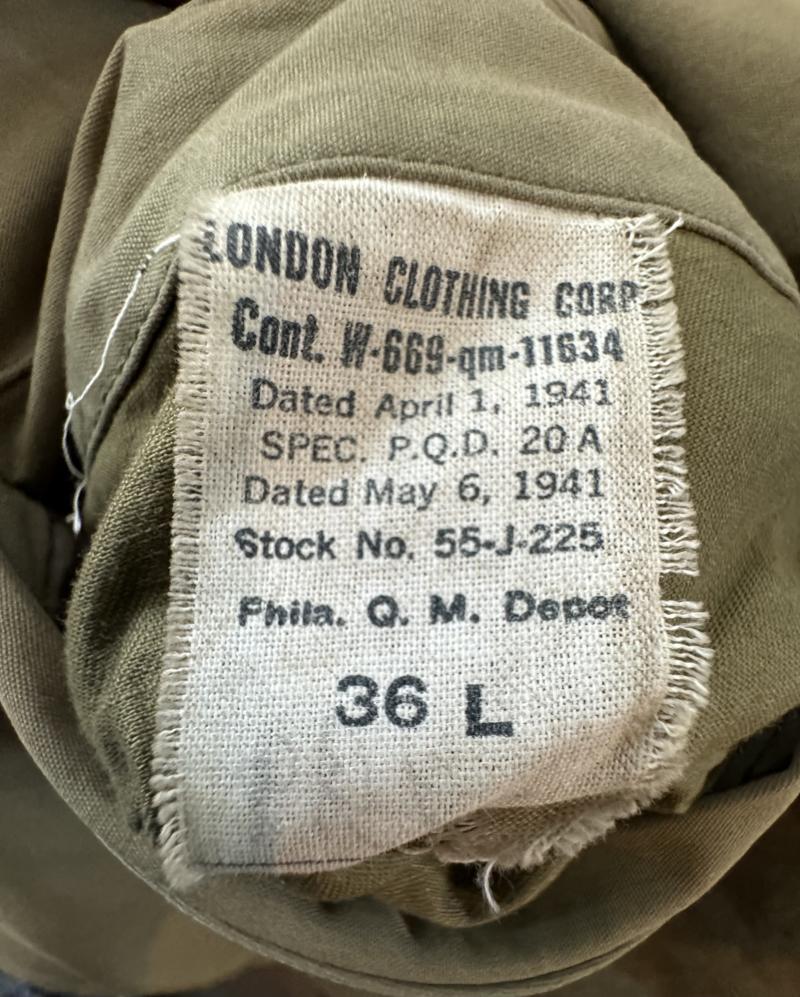 LONDON CLOTHING CORP
Cont. W-669-qm-11634
Dated April 1, 1941
SPEC. P.Q.D. 20 A
Dated May 6, 1941
Stock No. 55-J-225
Phila. Q. M. Depot
36 L